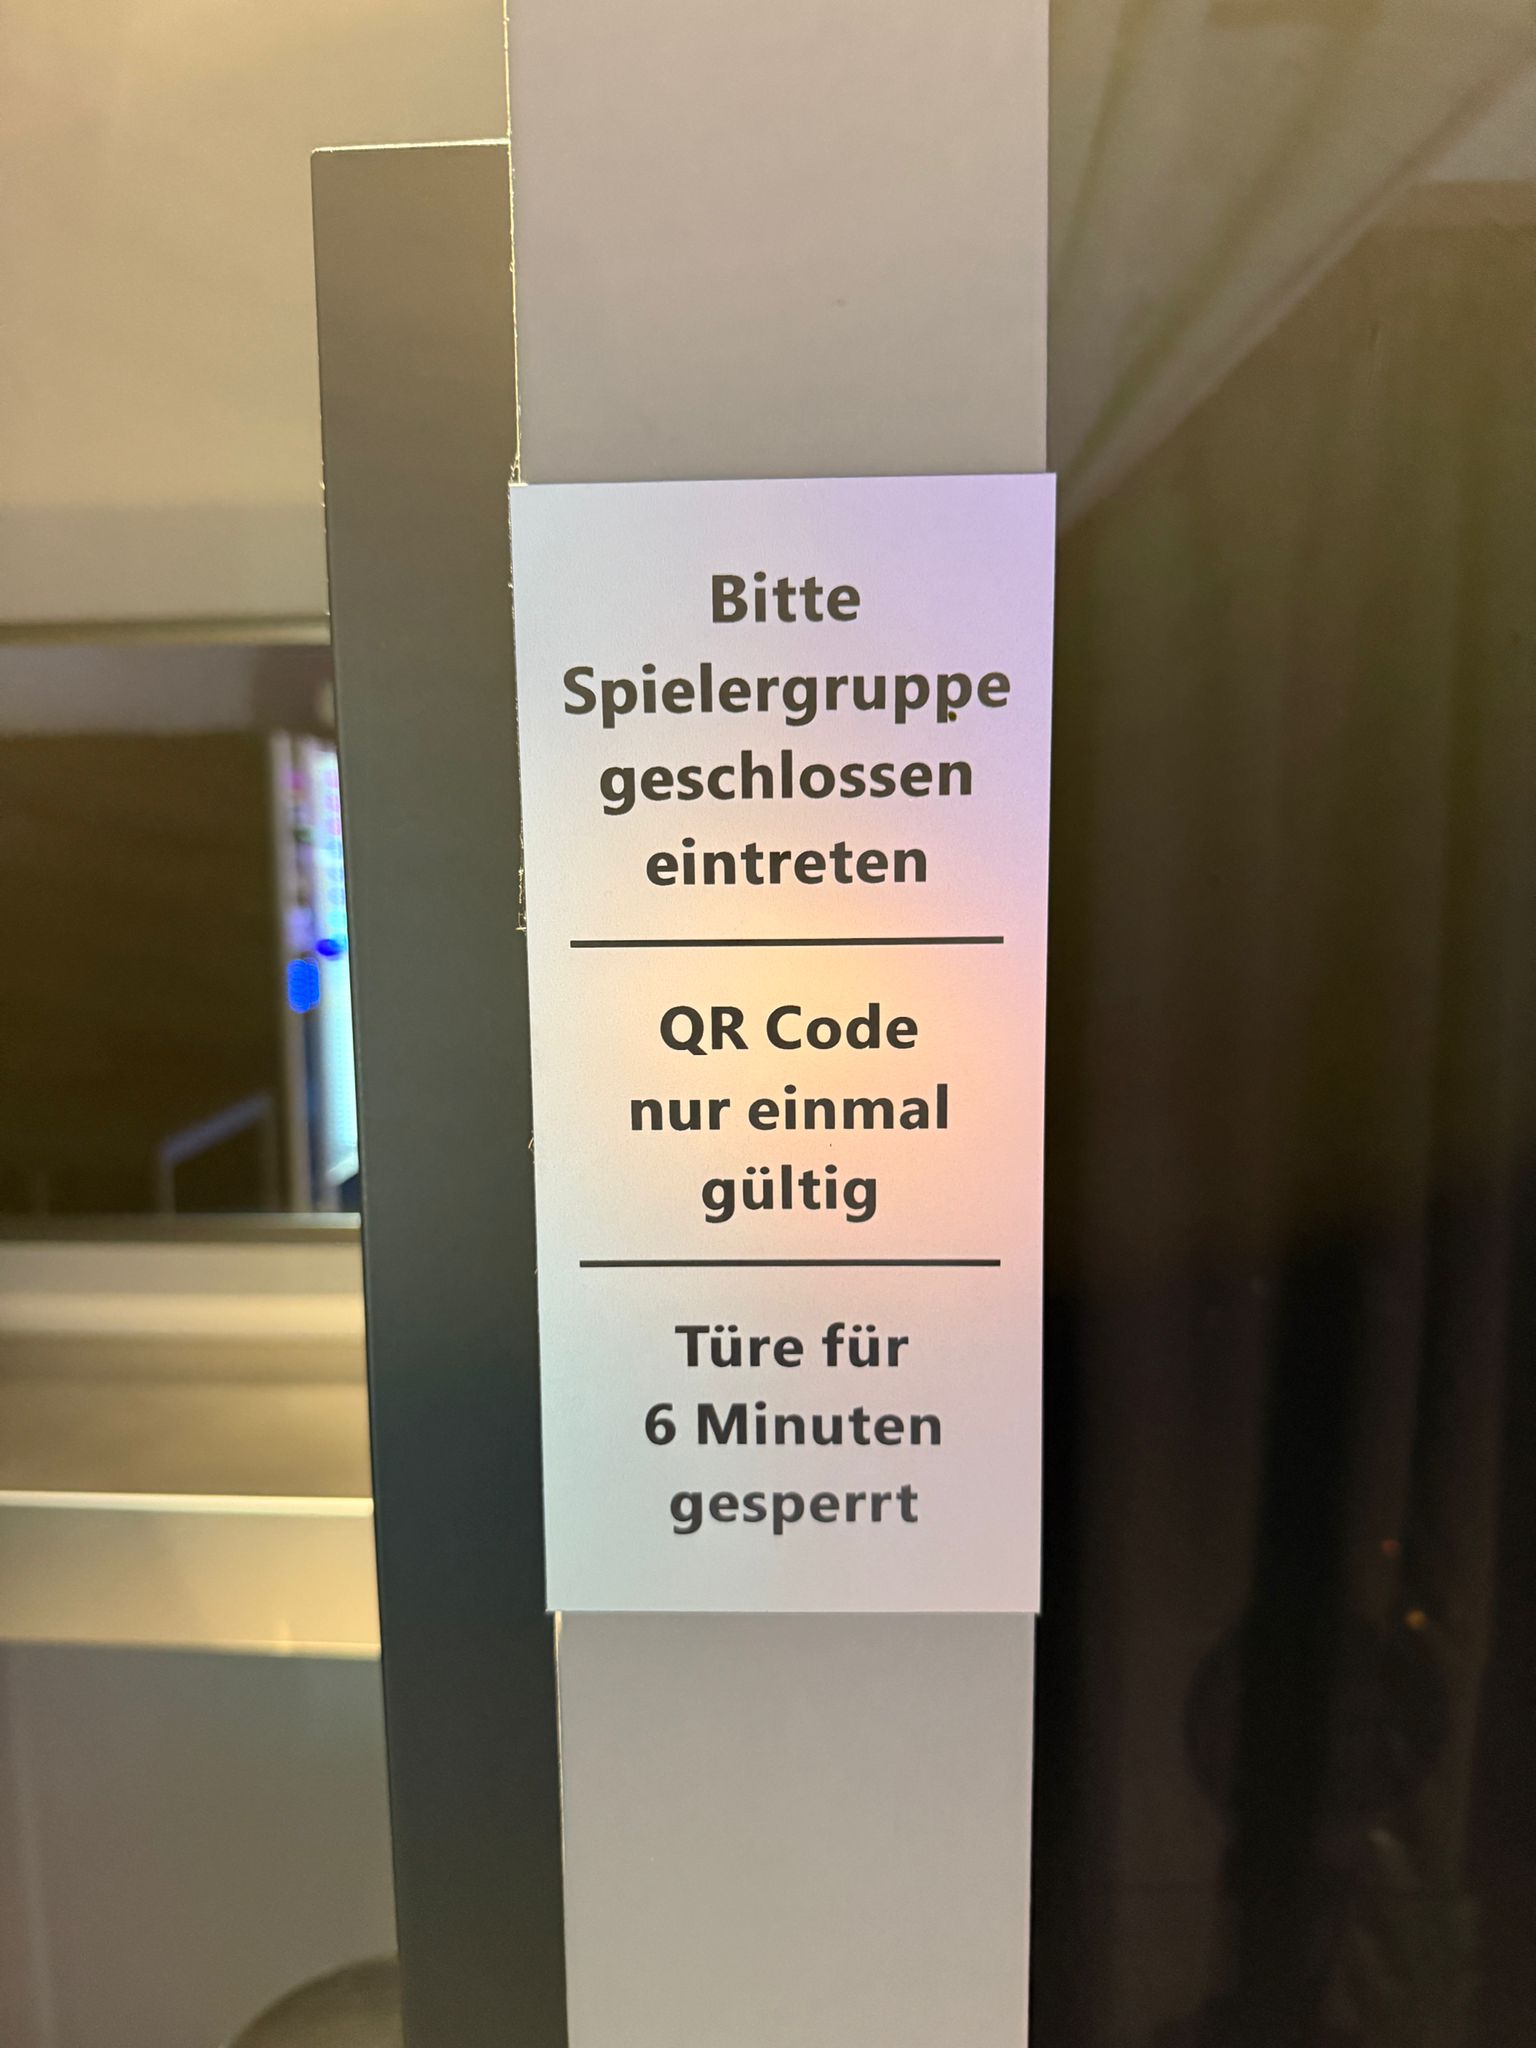 Bitte
Spielergruppe
geschlossen
eintreten
QR Code
nur einmal
gültig
Türe für
6 Minuten
gesperrt